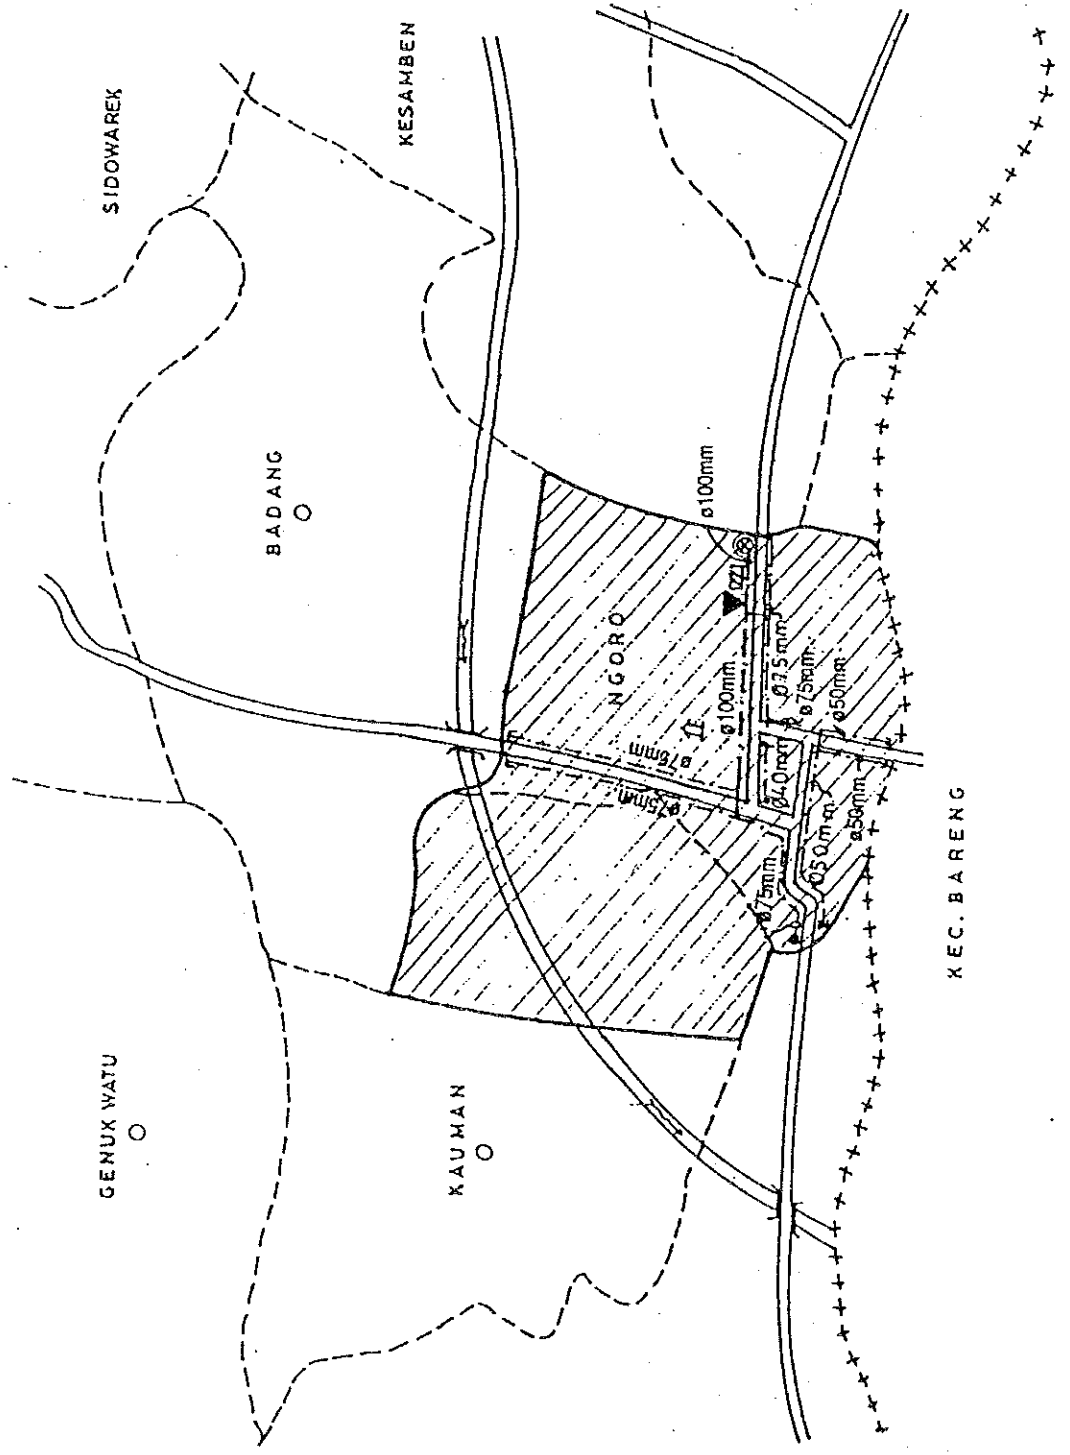 SIDOWAREK
KESAMBEN
BADANG
GENUK WATU
KAUMAN
NGORO
KEC. BARENG
ø100mm
ø100mm
Ø75mm
ø75mm
ø50mm
ø75mm
ø75mm
Ø40mm
ø75mm
Ø50mm
ø50mm